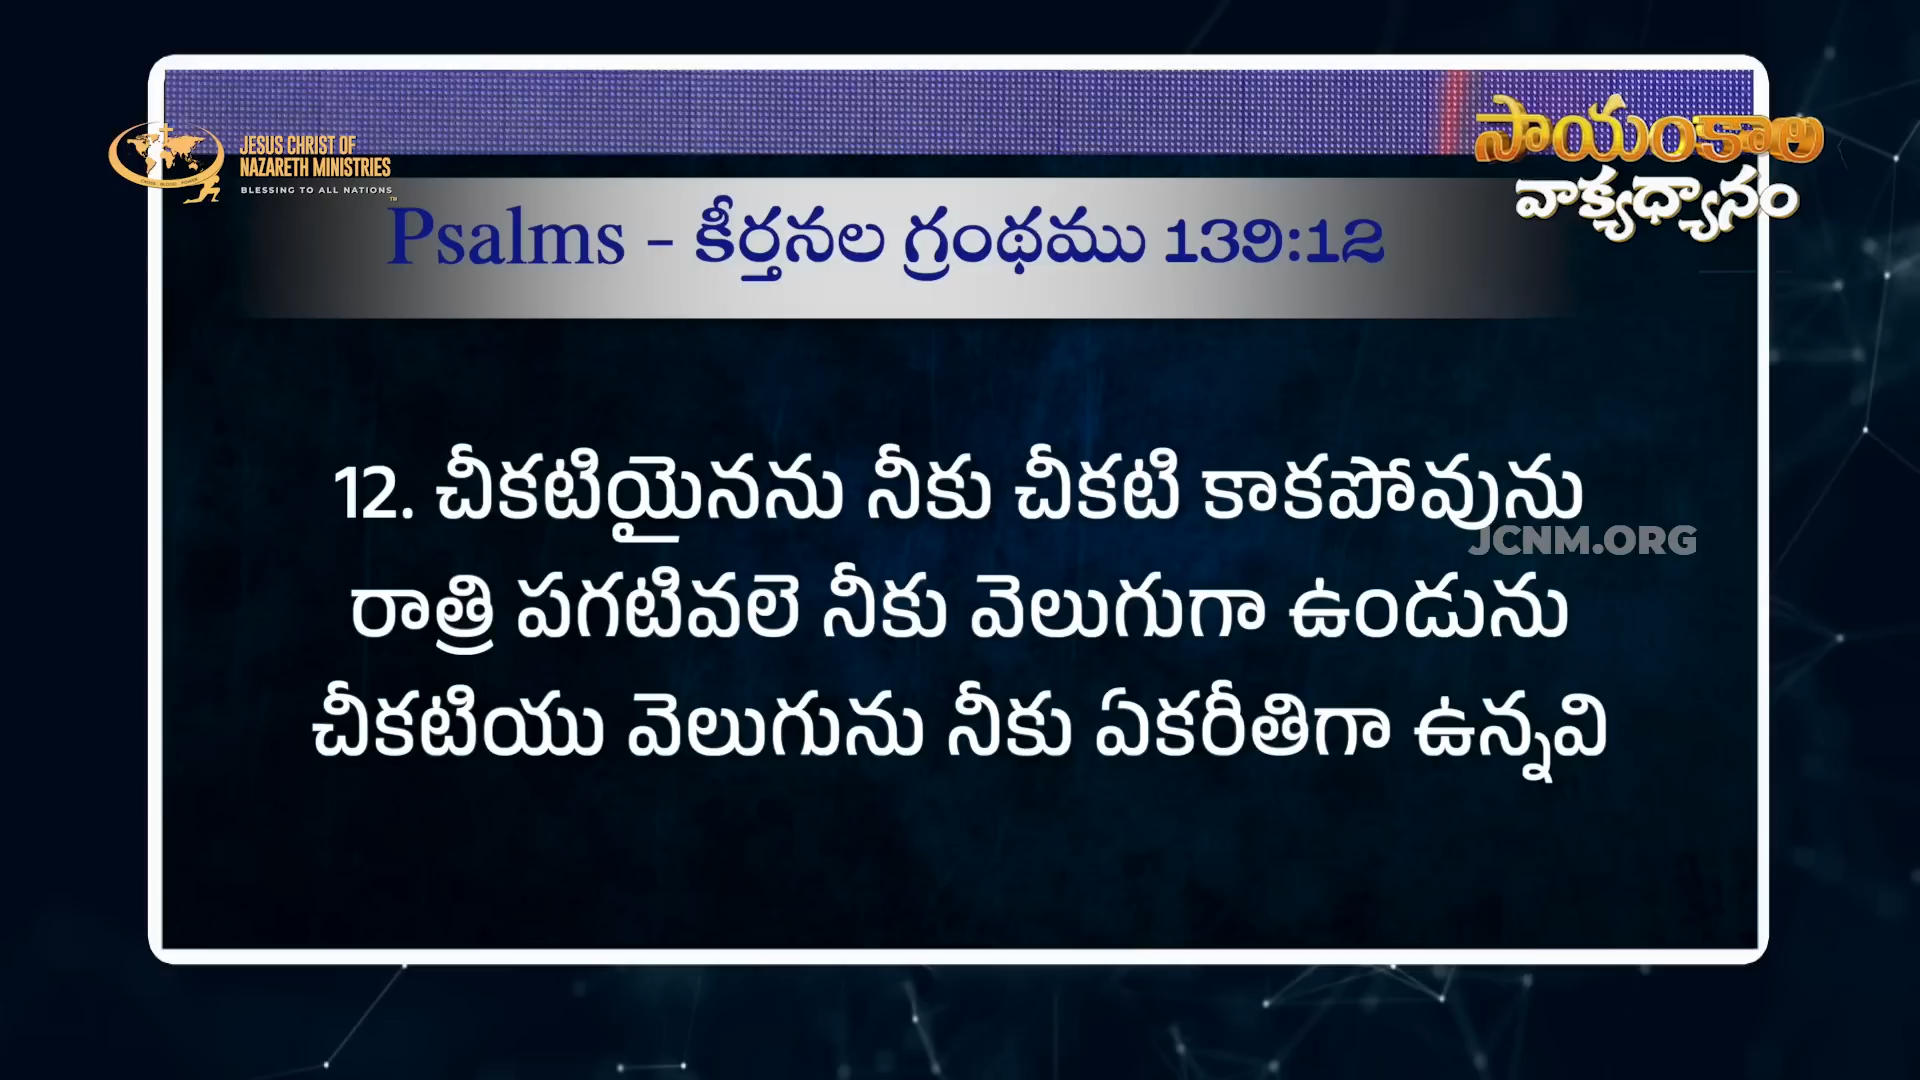 JESUS CHRIST OF
NAZARETH MINISTRIES
BLESSING TO ALL NATIONS
సాయంకాల
వాక్యధ్యానం
Psalms - కీర్తనల గ్రంథము 139:12
12. చీకటియైనను నీకు చీకటి కాకపోవును
JCNM.ORG
రాత్రి పగటివలె నీకు వెలుగుగా ఉండును
చీకటియు వెలుగును నీకు ఏకరీతిగా ఉన్నవి